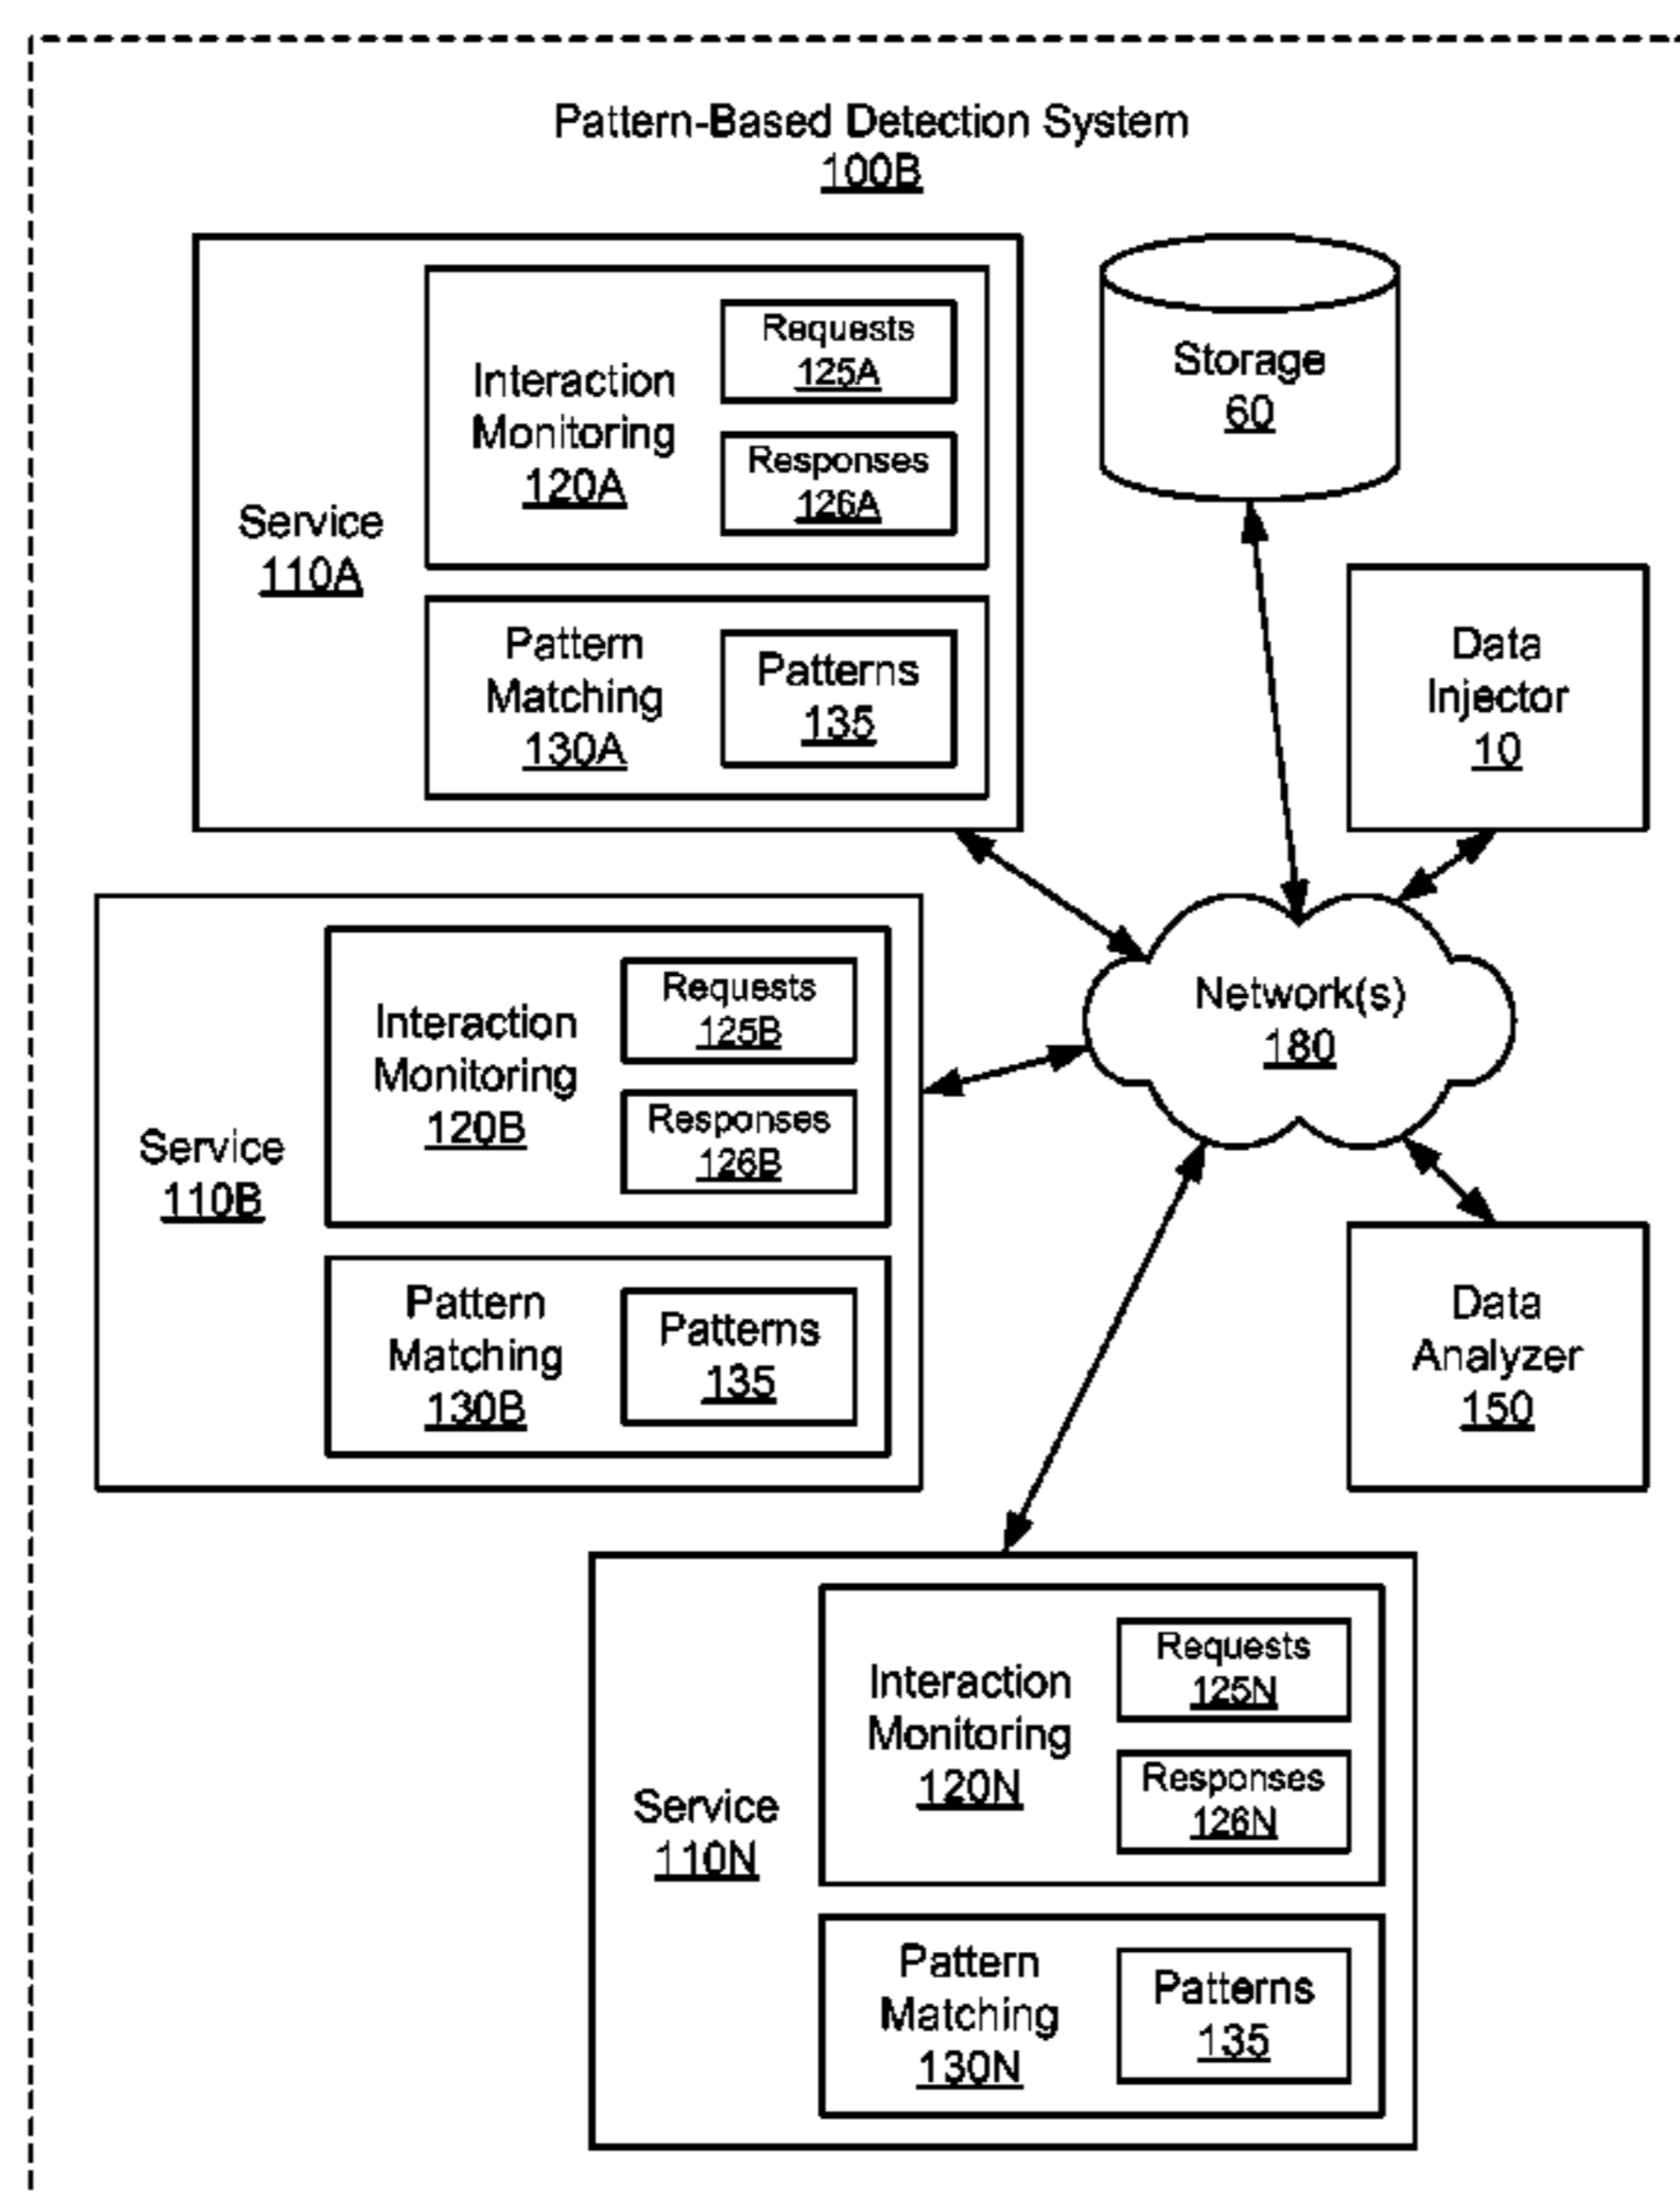 Pattern-Based Detection System
100B
Service
110A
Interaction
Monitoring
120A
Requests
125A
Responses
126A
Pattern
Matching
130A
Patterns
135
Storage
60
Data
Injector
10
Network(s)
180
Service
110B
Interaction
Monitoring
120B
Requests
125B
Responses
126B
Pattern
Matching
130B
Patterns
135
Data
Analyzer
150
Service
110N
Interaction
Monitoring
120N
Requests
125N
Responses
126N
Pattern
Matching
130N
Patterns
135